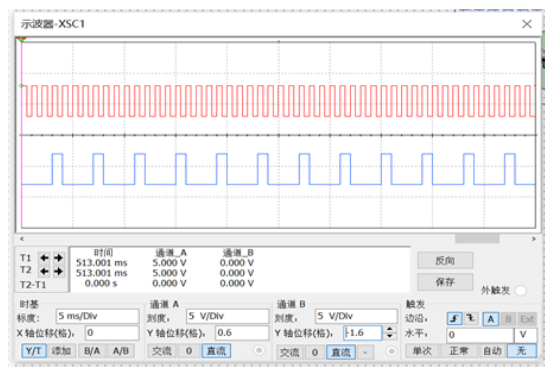 示波器-XSC1
时间 通道_A 通道_B
T1 513.001 ms 5.000 V 0.000 V
T2 513.001 ms 5.000 V 0.000 V
T2-T1 0.000 s 0.000 V 0.000 V
反向
保存
外触发
时基 通道 A 通道 B 触发
标度: 5 ms/Div 刻度: 5 V/Div 刻度: 5 V/Div 边沿: A B Ext
X 轴位移(格): 0 Y 轴位移(格): 0.6 Y 轴位移(格): -1.6 水平: 0 V
Y/T 添加 B/A A/B 交流 0 直流 交流 0 直流 - 单次 正常 自动 无